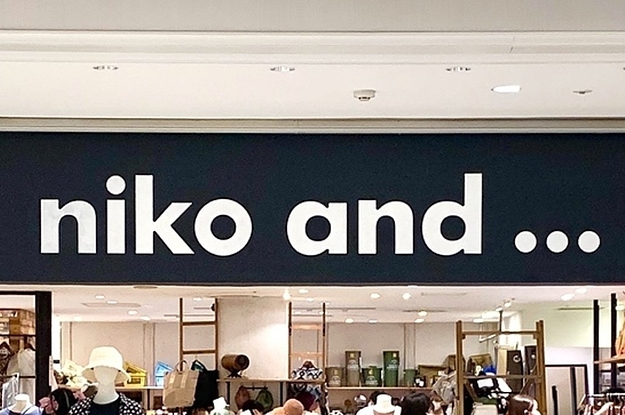 niko and ...